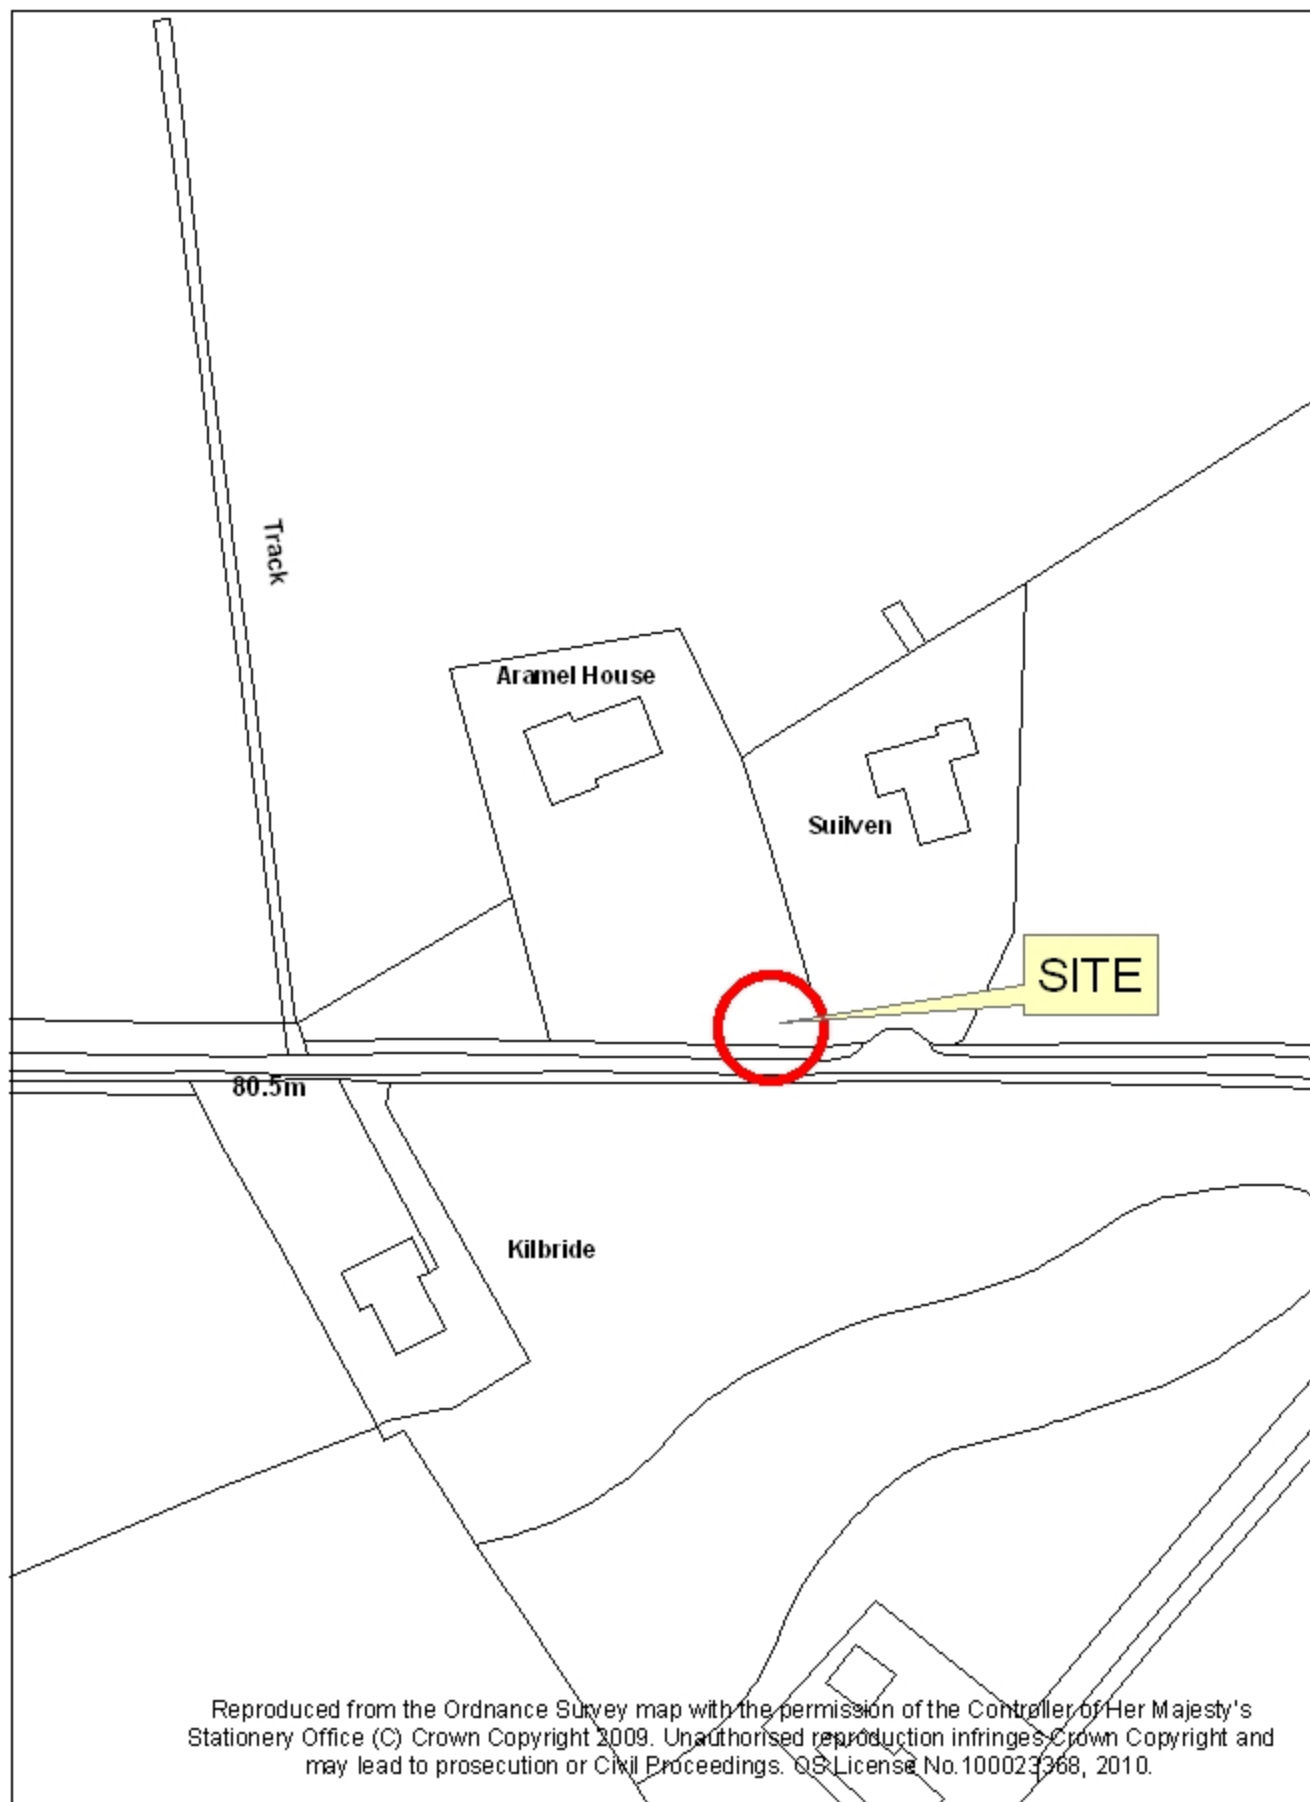 Track
Aramel House
Suilven
SITE
80.5m
Kilbride
Reproduced from the Ordnance Survey map with the permission of the Controller of Her Majesty's
Stationery Office (C) Crown Copyright 2009. Unauthorised reproduction infringes Crown Copyright and
may lead to prosecution or Civil Proceedings. OS License No.100023368, 2010.